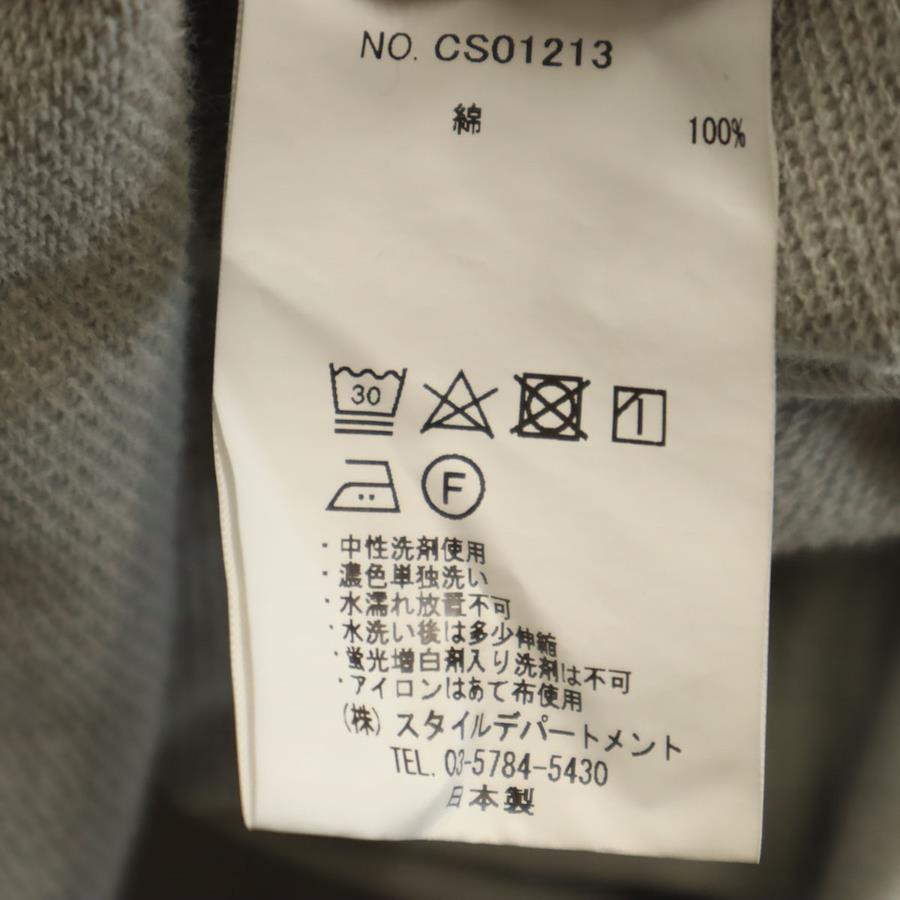 NO. CS01213
綿 100%
30
F
・中性洗剤使用
・濃色単独洗い
・水濡れ放置不可
・水洗い後は多少伸縮
・蛍光増白剤入り洗剤は不可
・アイロンはあて布使用
(株) スタイルデパートメント
TEL. 03-5784-5430
日本製